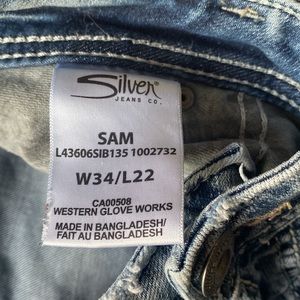 Silver
JEANS CO.
SAM
L43606SIB135 1002732
W34/L22
CA00508
WESTERN GLOVE WORKS
MADE IN BANGLADESH/
FAIT AU BANGLADESH